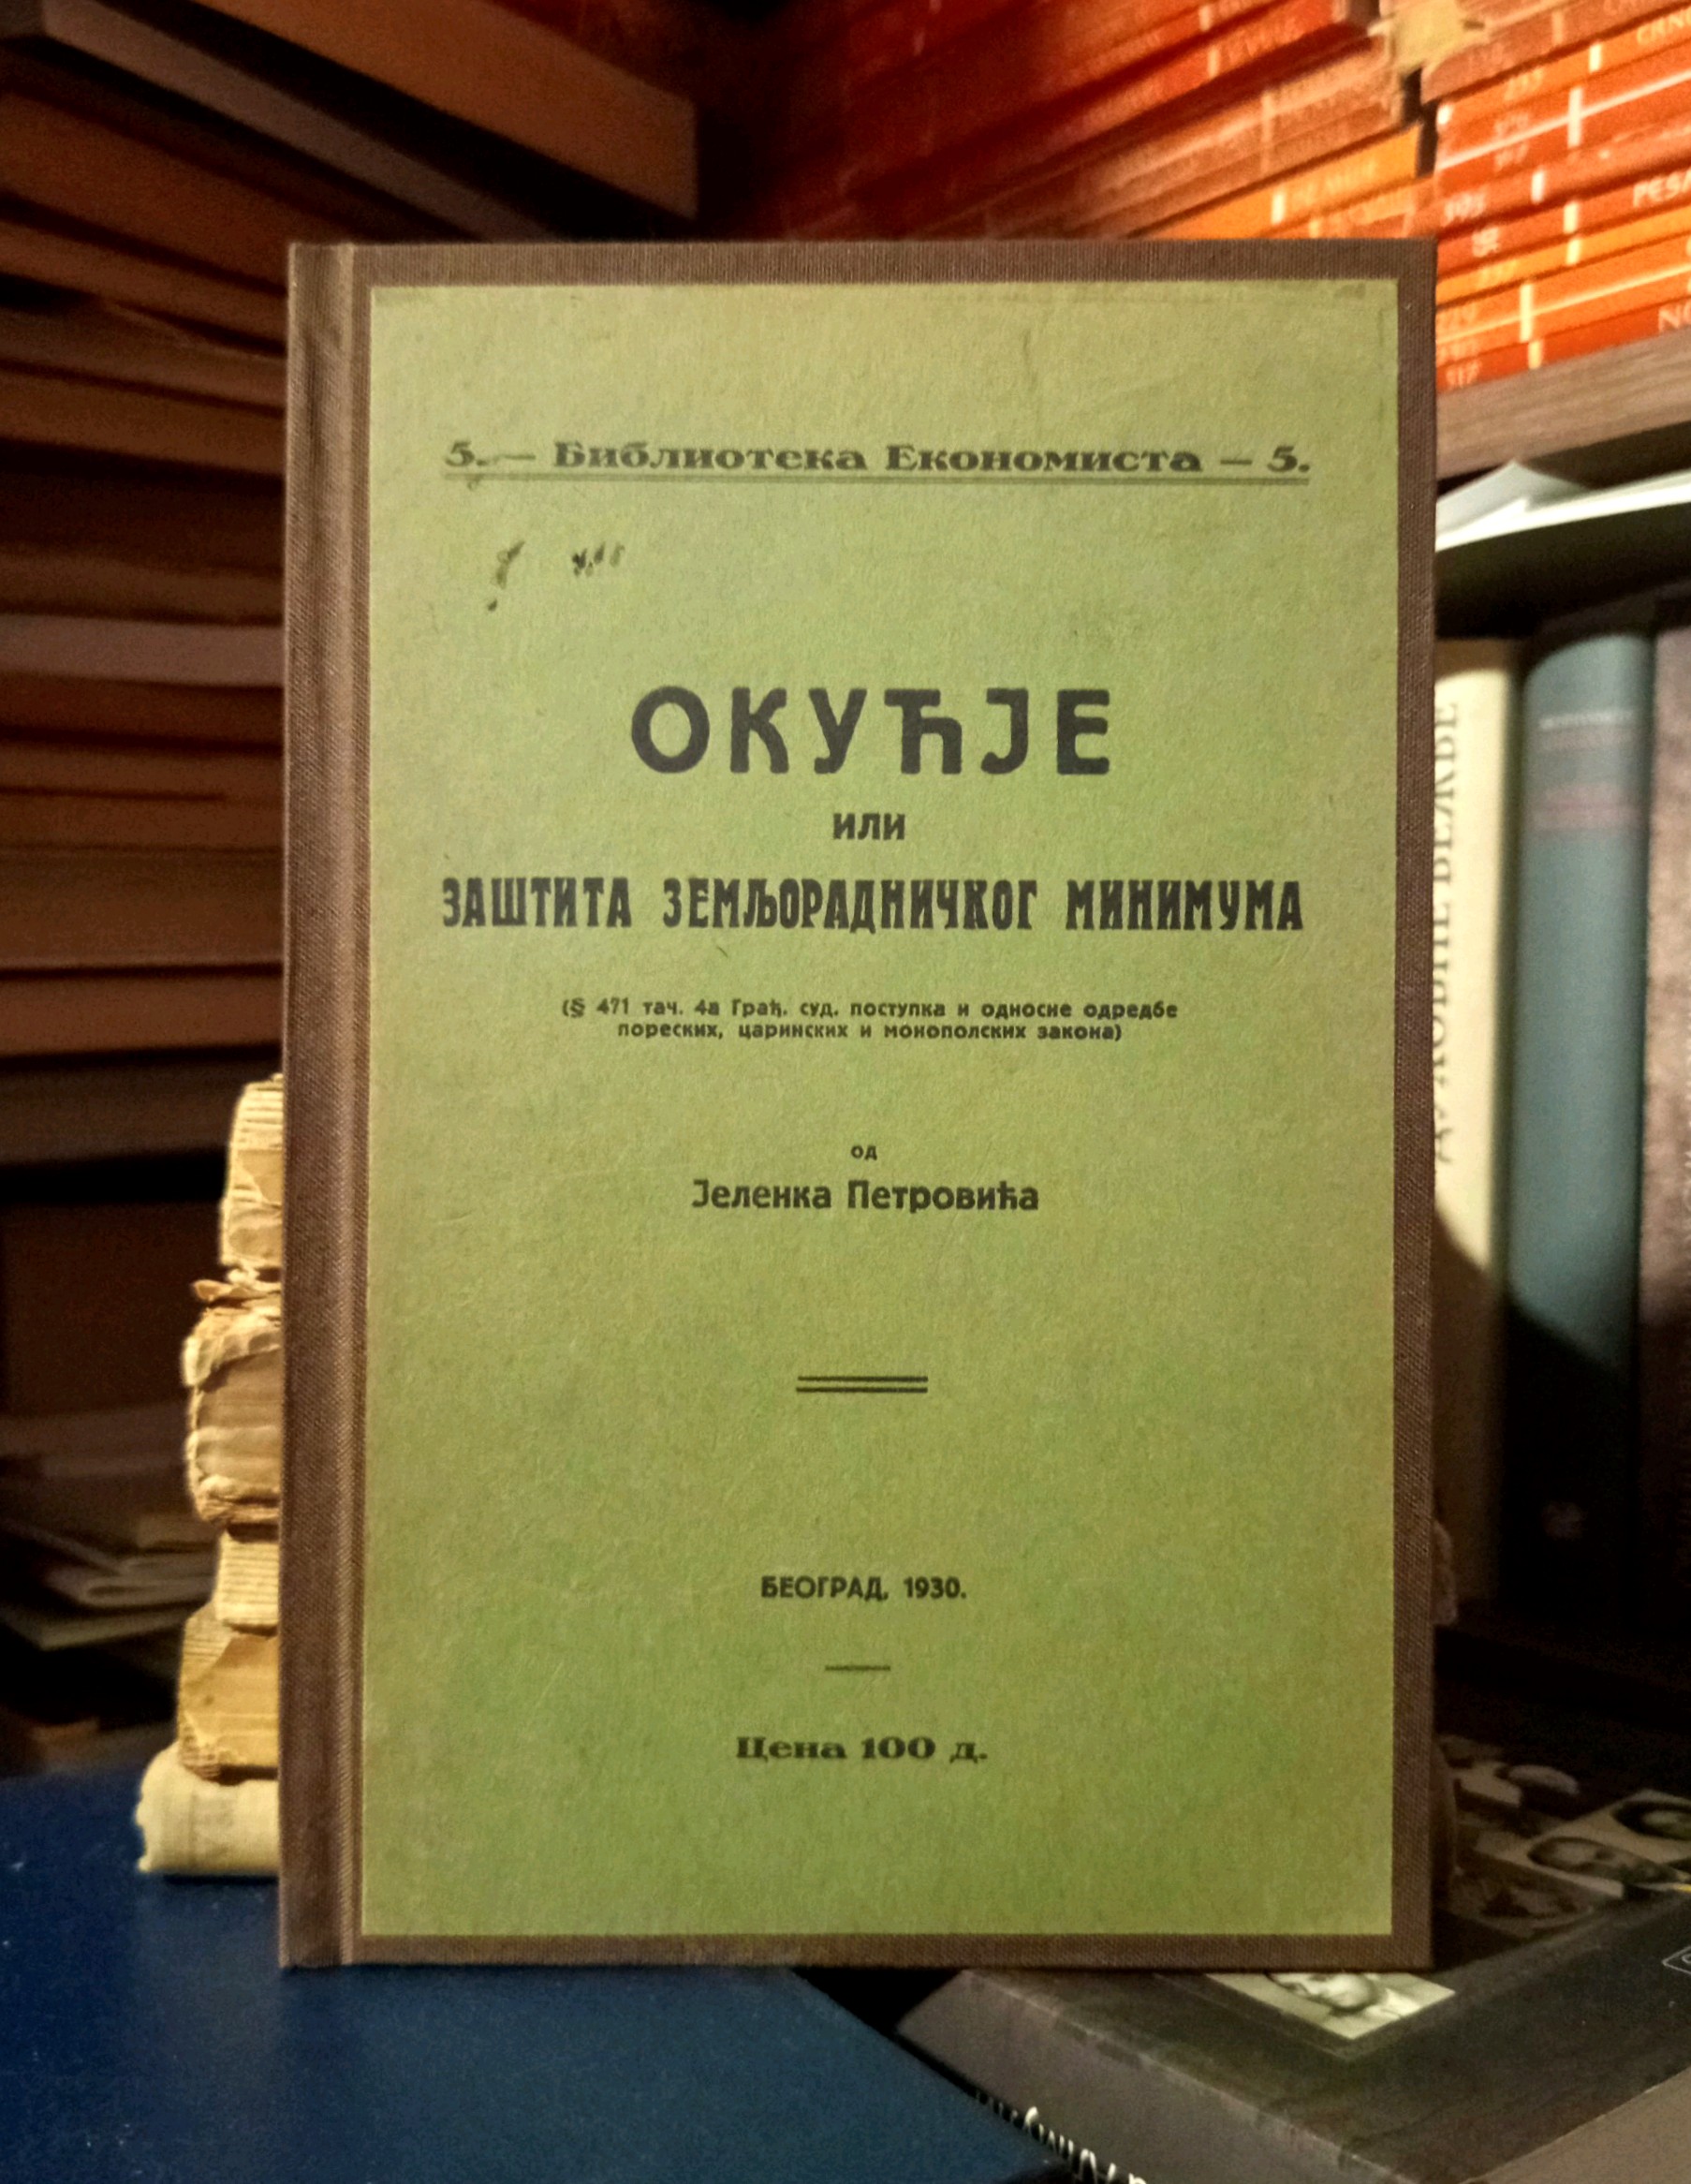 5. — Библиотека Економиста — 5.
ОКУЋЈЕ
или
ЗАШТИТА ЗЕМЉОРАДНИЧКОГ МИНИМУМА
(§ 471 тач. 4а Грађ. суд. поступка и односне одредбе
пореских, царинских и монополских закона)
од
Јеленка Петровића
БЕОГРАД, 1930.
Цена 100 д.